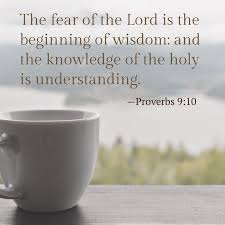 The fear of the Lord is the
beginning of wisdom: and
the knowledge of the holy
is understanding.
—Proverbs 9:10